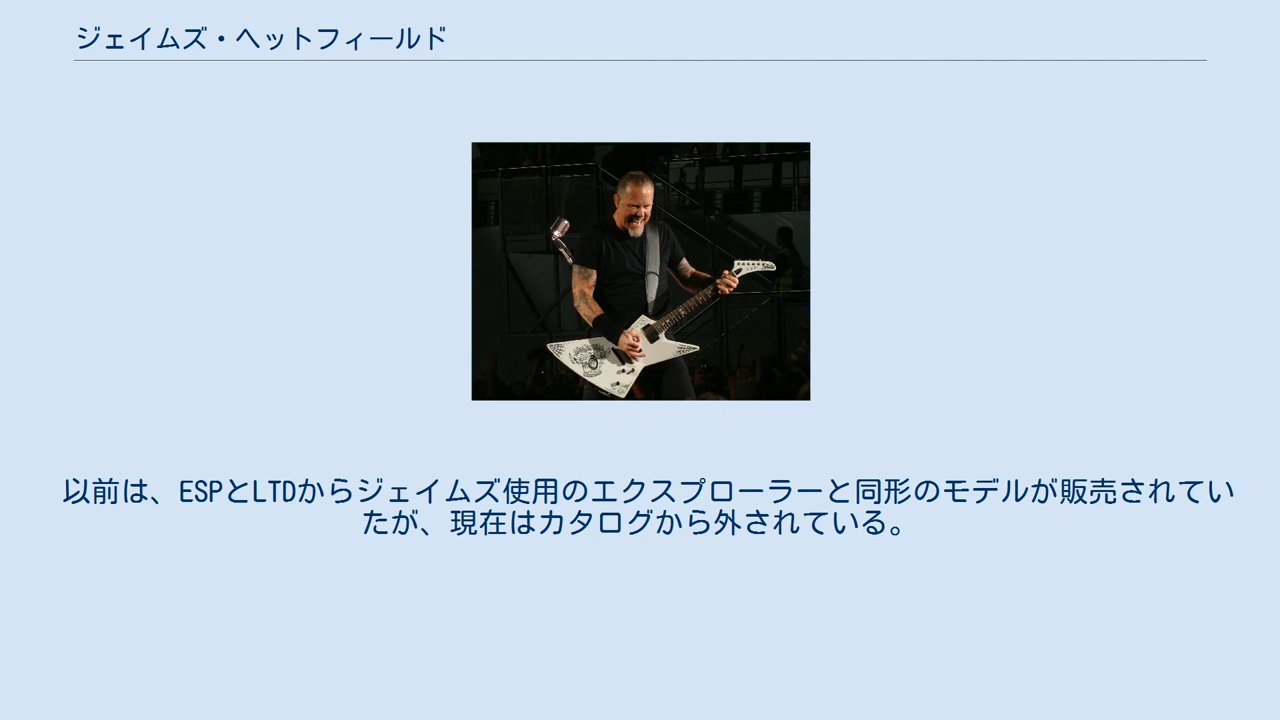 ジェイムズ・ヘットフィールド
以前は、ESPとLTDからジェイムズ使用のエクスプローラーと同形のモデルが販売されてい
たが、現在はカタログから外されている。